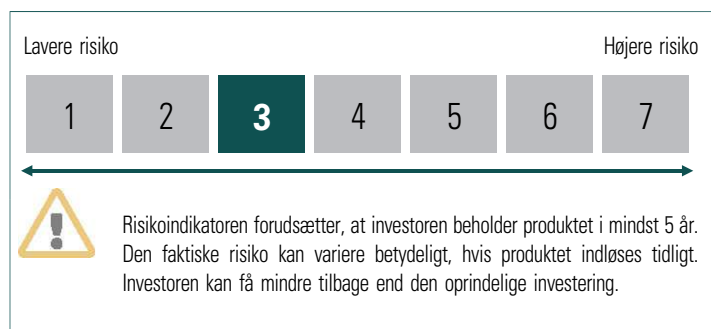 Lavere risiko Højere risiko
1 2 3 4 5 6 7
Risikoindikatoren forudsætter, at investoren beholder produktet i mindst 5 år.
Den faktiske risiko kan variere betydeligt, hvis produktet indløses tidligt.
Investoren kan få mindre tilbage end den oprindelige investering.